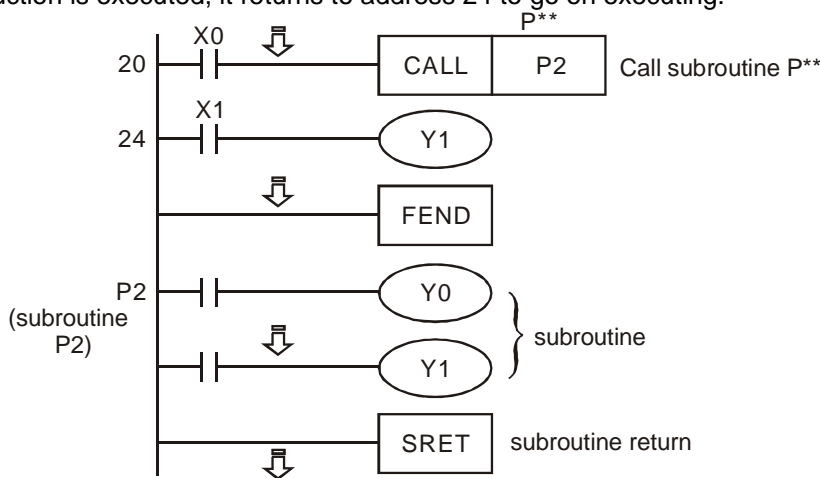 ction is executed, it returns to address 24 to go on executing.
P**
X0
20 CALL P2 Call subroutine P**
X1
24 Y1
FEND
P2 Y0
(subroutine
P2)
subroutine
Y1
SRET subroutine return